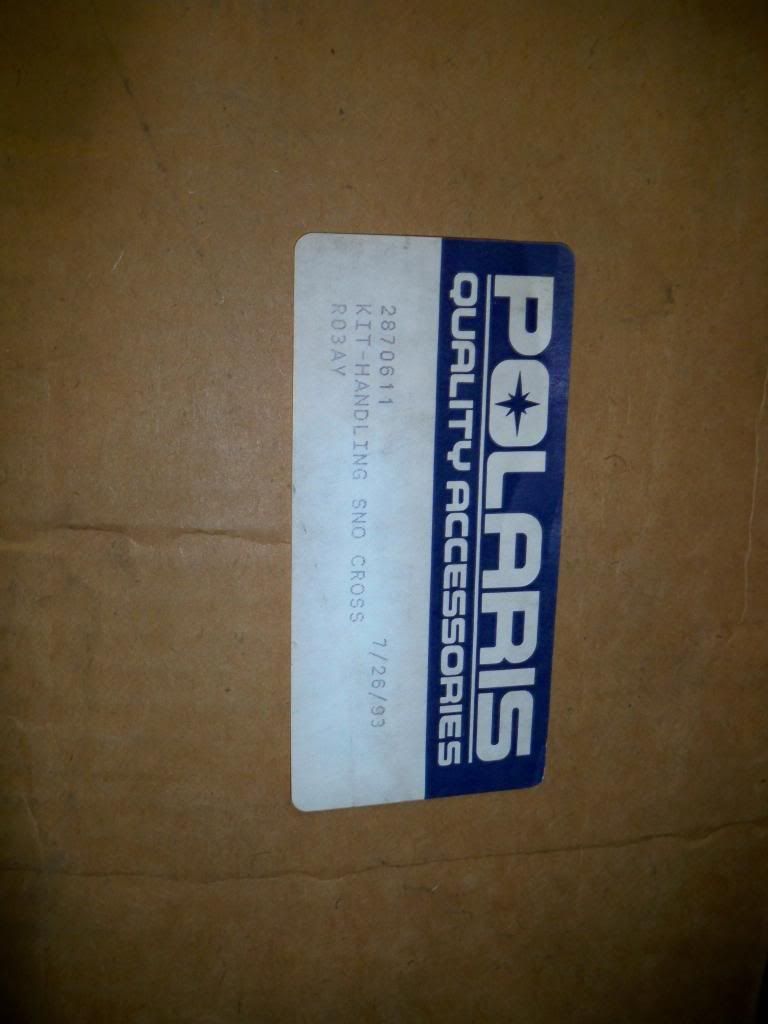 POLARIS
QUALITY ACCESSORIES
2870611 7/26/93
KIT-HANDLING SNO CROSS
R03AY